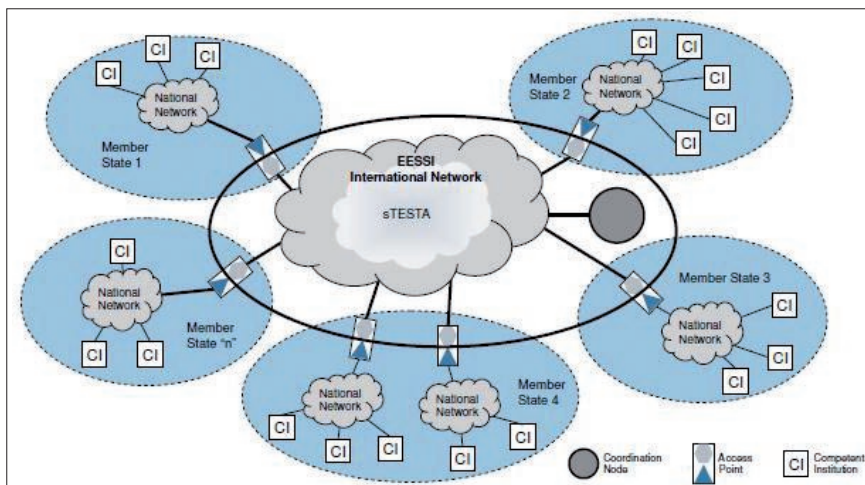 CI
CI
CI
National
Network
Member
State 1
Member
State 2
National
Network
CI
CI
CI
CI
CI
EESSI
International Network
sTESTA
CI
National
Network
CI
CI
Member
State "n"
Member State 3
National
Network
CI
CI
CI
National
Network
CI
CI
CI
National
Network
CI
CI
Member
State 4
Coordination
Node
Access
Point
CI
Competent
Institution